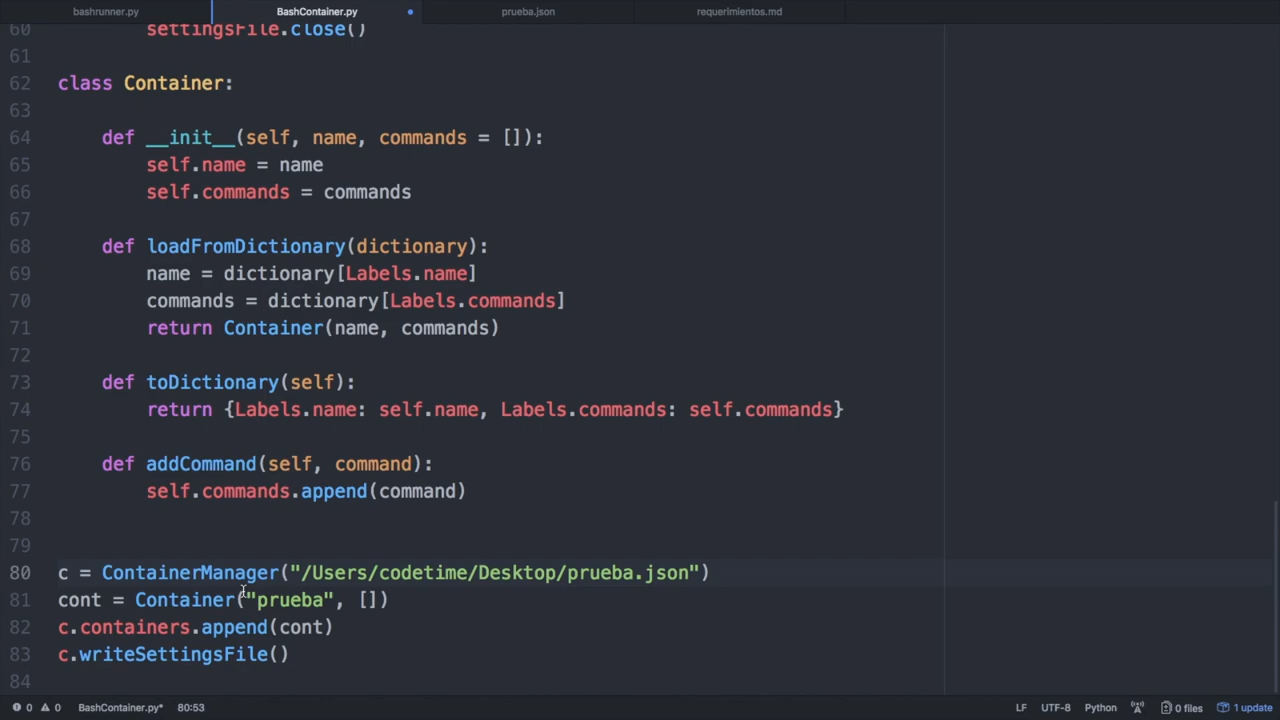 bashrunner.py BashContainer.py prueba.json requerimientos.md
60 settingsFile.close()
61
62 class Container:
63
64 def __init__(self, name, commands = []):
65 self.name = name
66 self.commands = commands
67
68 def loadFromDictionary(dictionary):
69 name = dictionary[Labels.name]
70 commands = dictionary[Labels.commands]
71 return Container(name, commands)
72
73 def toDictionary(self):
74 return {Labels.name: self.name, Labels.commands: self.commands}
75
76 def addCommand(self, command):
77 self.commands.append(command)
78
79
80 c = ContainerManager("/Users/codetime/Desktop/prueba.json")
81 cont = Container("prueba", [])
82 c.containers.append(cont)
83 c.writeSettingsFile()
84
0 0 BashContainer.py* 80:53 LF UTF-8 Python 0 files 1 update